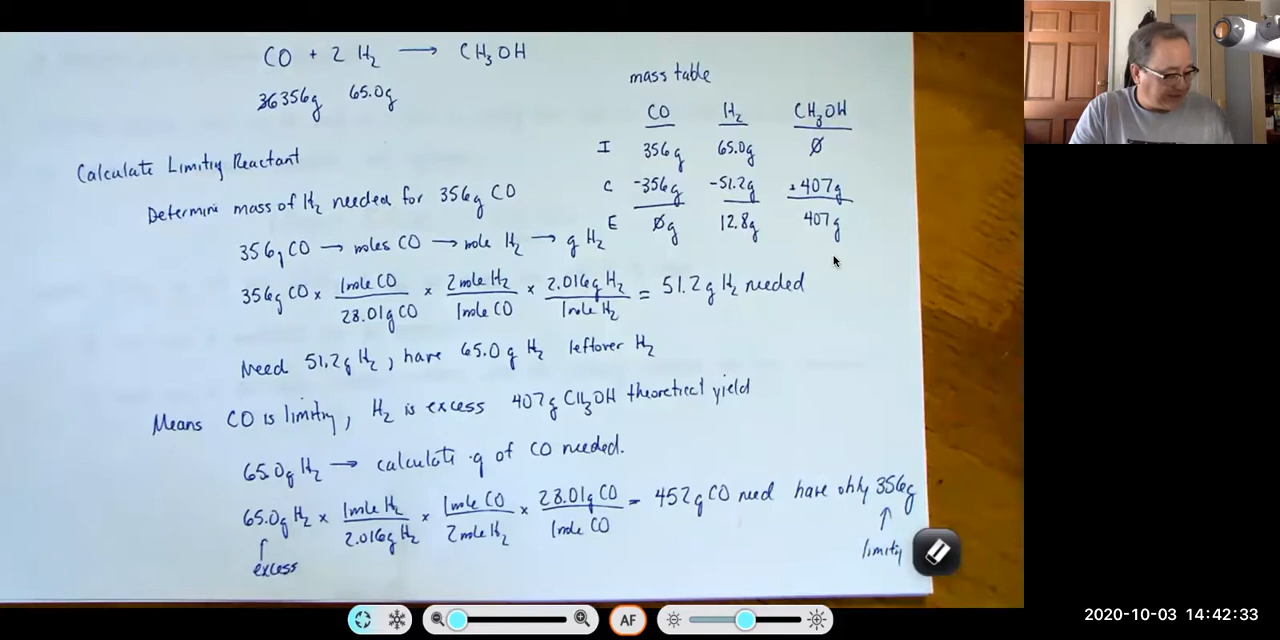 CO + 2 H₂ ⟶ CH₃OH
36356g 65.0g
mass table
CO H₂ CH₃OH
I 356g 65.0g ∅
C -356g -51.2g +407g
E ∅g 12.8g 407g
Calculate Limiting Reactant
Determine mass of H₂ needed for 356g CO
356g CO → moles CO → mole H₂ → g H₂
356g CO × 1mole CO / 28.01g CO × 2mole H₂ / 1mole CO × 2.016g H₂ / 1mole H₂ = 51.2g H₂ needed
Need 51.2g H₂, have 65.0g H₂ leftover H₂
Means CO is limiting, H₂ is excess 407g CH₃OH theoretical yield
65.0g H₂ → calculate g of CO needed.
65.0g H₂ × 1mole H₂ / 2.016g H₂ × 1mole CO / 2mole H₂ × 28.01g CO / 1mole CO = 452g CO need have only 356g
↑ excess
↑ limiting
AF
2020-10-03 14:42:33